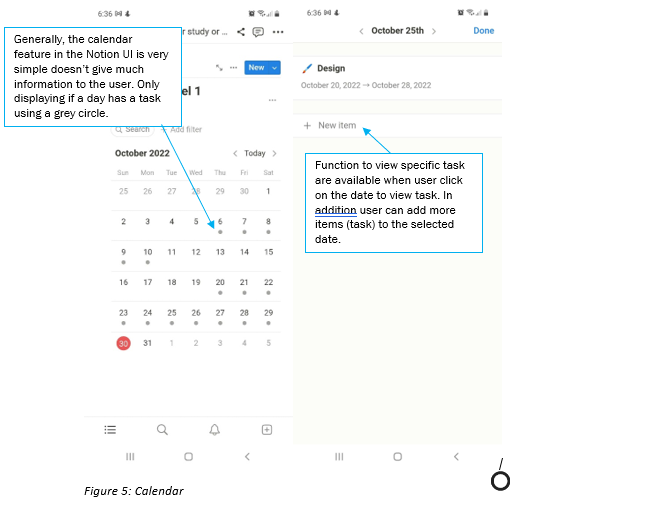 6:36
r study or ...
Generally, the calendar
feature in the Notion UI is very
simple doesn't give much
information to the user. Only
displaying if a day has a task
using a grey circle.
New
el 1
Search
+ Add filter
October 2022
< Today >
Sun Mon Tue Wed Thu Fri Sat
25 26 27 28 29 30 1
2 3 4 5 6 7 8
9 10 11 12 13 14 15
16 17 18 19 20 21 22
23 24 25 26 27 28 29
30 31 1 2 3 4 5
6:36
< October 25th >
Done
Design
October 20, 2022 → October 28, 2022
+ New item
Function to view specific task
are available when user click
on the date to view task. In
addition user can add more
items (task) to the selected
date.
Figure 5: Calendar